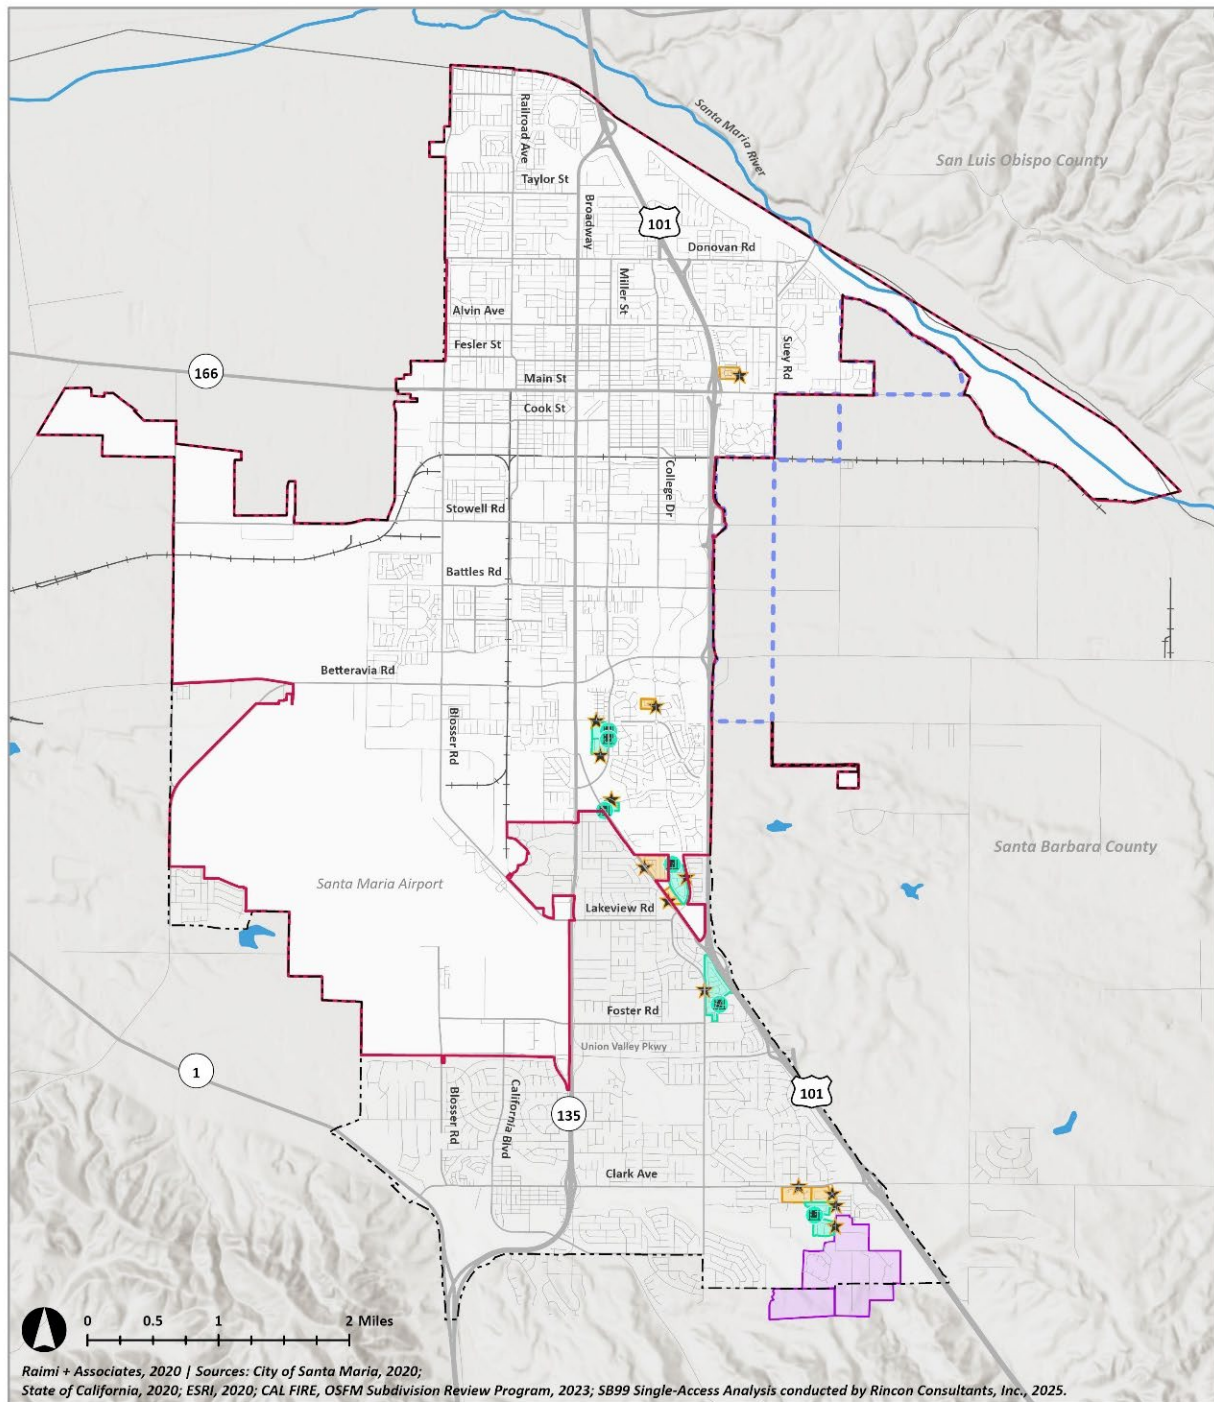 Santa Maria River
San Luis Obispo County
Railroad Ave
Taylor St
Broadway
101
Donovan Rd
Miller St
Alvin Ave
Suey Rd
Fesler St
166
Main St
Cook St
College Dr
Stowell Rd
Battles Rd
Betteravia Rd
Blosser Rd
Santa Barbara County
Santa Maria Airport
Lakeview Rd
Foster Rd
Union Valley Pkwy
1
101
Blosser Rd
California Blvd
135
Clark Ave
0 0.5 1 2 Miles
Raimi + Associates, 2020 | Sources: City of Santa Maria, 2020;
State of California, 2020; ESRI, 2020; CAL FIRE, OSFM Subdivision Review Program, 2023; SB99 Single-Access Analysis conducted by Rincon Consultants, Inc., 2025.